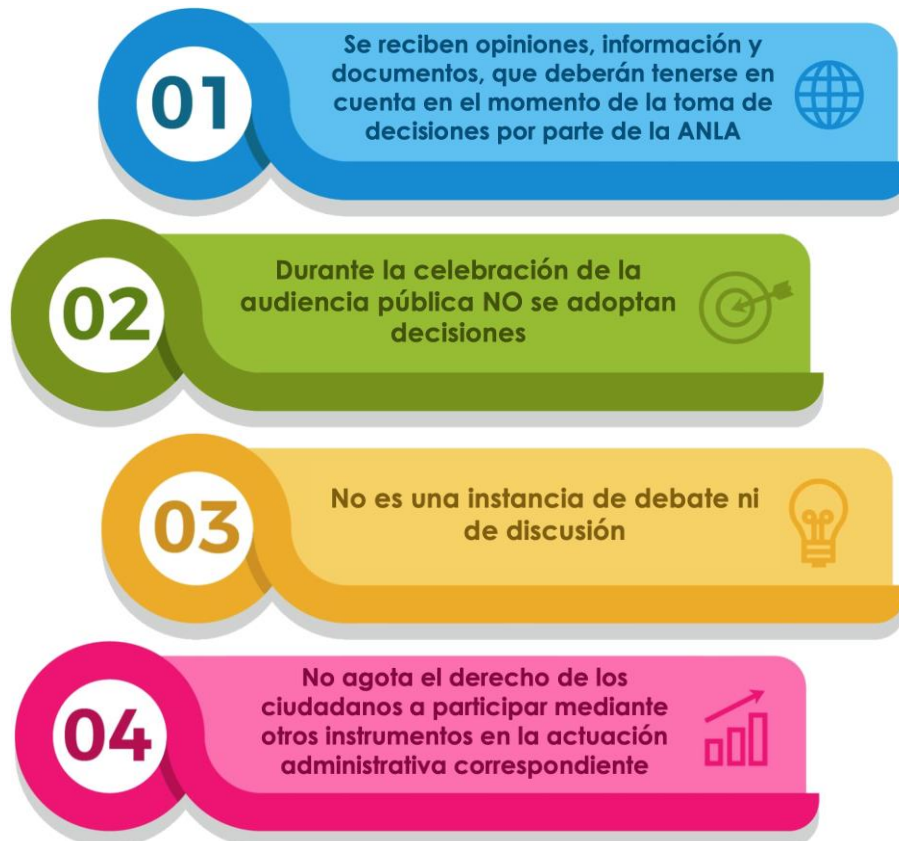 01
Se reciben opiniones, información y
documentos, que deberán tenerse en
cuenta en el momento de la toma de
decisiones por parte de la ANLA
02
Durante la celebración de la
audiencia pública NO se adoptan
decisiones
03
No es una instancia de debate ni
de discusión
04
No agota el derecho de los
ciudadanos a participar mediante
otros instrumentos en la actuación
administrativa correspondiente